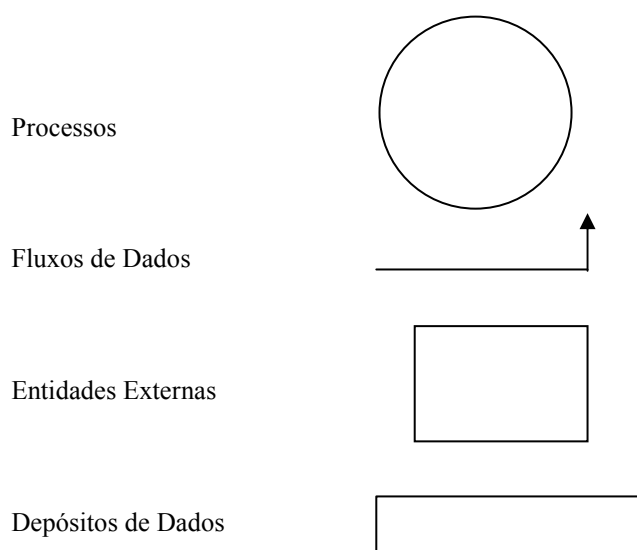 Processos
Fluxos de Dados
Entidades Externas
Depósitos de Dados